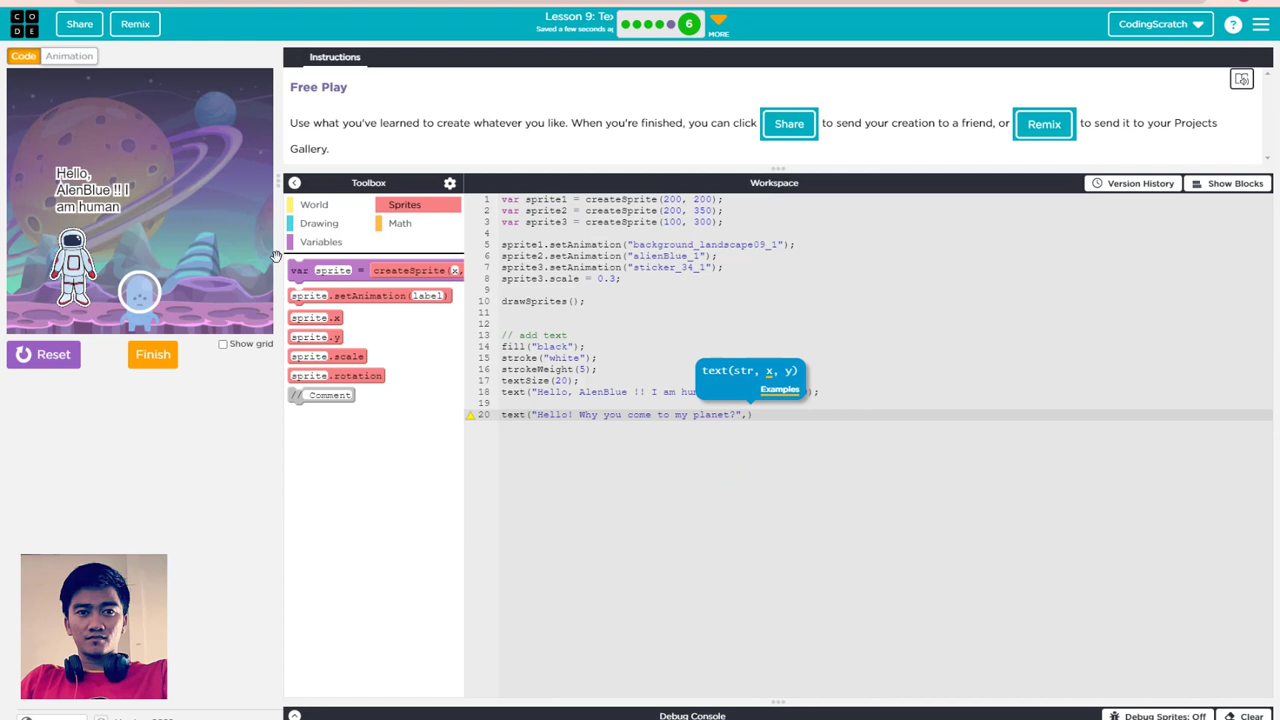 CODE
Share
Remix
Lesson 9: Te
Saved a few seconds ag
6
MORE
CodingScratch
?
Code
Animation
Instructions
Free Play
Use what you've learned to create whatever you like. When you're finished, you can click Share to send your creation to a friend, or Remix to send it to your Projects
Gallery.
Hello,
AlenBlue !! I
am human
Reset
Finish
Show grid
Toolbox
Workspace
Version History
Show Blocks
World
Sprites
Drawing
Math
Variables
var sprite = createSprite(x,
sprite.setAnimation(label)
sprite.x
sprite.y
sprite.scale
sprite.rotation
// Comment
1 var sprite1 = createSprite(200, 200);
2 var sprite2 = createSprite(200, 350);
3 var sprite3 = createSprite(100, 300);
4
5 sprite1.setAnimation("background_landscape09_1");
6 sprite2.setAnimation("alienBlue_1");
7 sprite3.setAnimation("sticker_34_1");
8 sprite3.scale = 0.3;
9
10 drawSprites();
11
12
13 // add text
14 fill("black");
15 stroke("white");
16 strokeWeight(5);
17 textSize(20);
18 text("Hello, AlenBlue !! I am hu );
19
20 text("Hello! Why you come to my planet?",)
text(str, x, y)
Examples
Debug Console
Debug Sprites: Off
Clear